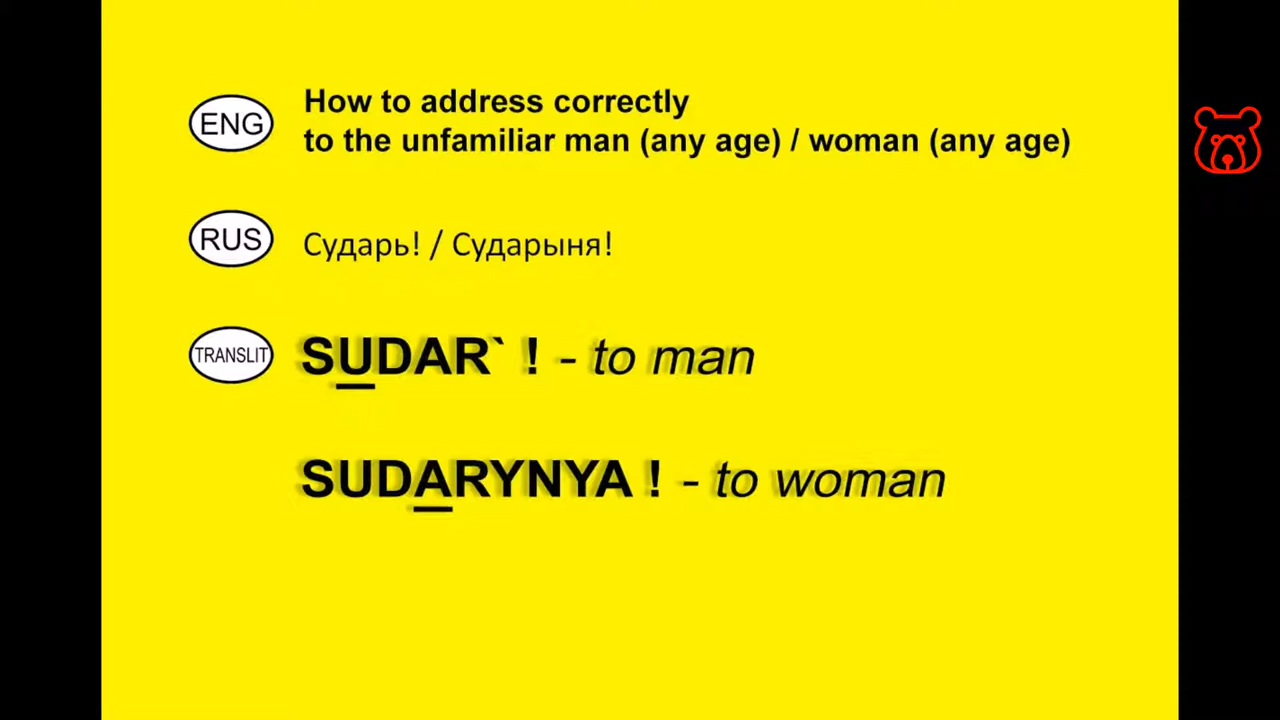 ENG
How to address correctly
to the unfamiliar man (any age) / woman (any age)
RUS
Сударь! / Сударыня!
TRANSLIT
SUDAR` ! - to man
SUDARYNYA ! - to woman